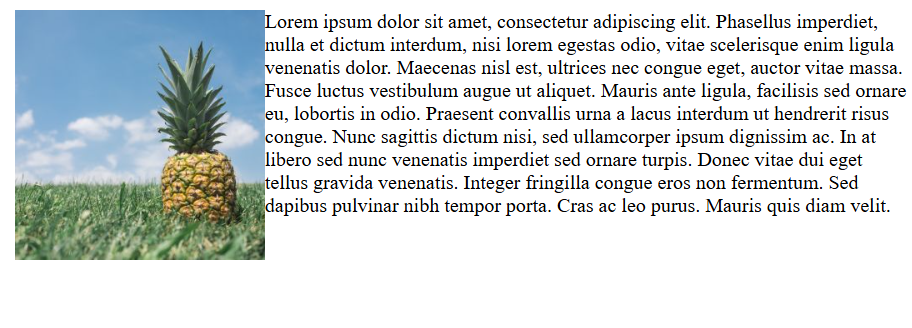 Lorem ipsum dolor sit amet, consectetur adipiscing elit. Phasellus imperdiet,
nulla et dictum interdum, nisi lorem egestas odio, vitae scelerisque enim ligula
venenatis dolor. Maecenas nisl est, ultrices nec congue eget, auctor vitae massa.
Fusce luctus vestibulum augue ut aliquet. Mauris ante ligula, facilisis sed ornare
eu, lobortis in odio. Praesent convallis urna a lacus interdum ut hendrerit risus
congue. Nunc sagittis dictum nisi, sed ullamcorper ipsum dignissim ac. In at
libero sed nunc venenatis imperdiet sed ornare turpis. Donec vitae dui eget
tellus gravida venenatis. Integer fringilla congue eros non fermentum. Sed
dapibus pulvinar nibh tempor porta. Cras ac leo purus. Mauris quis diam velit.